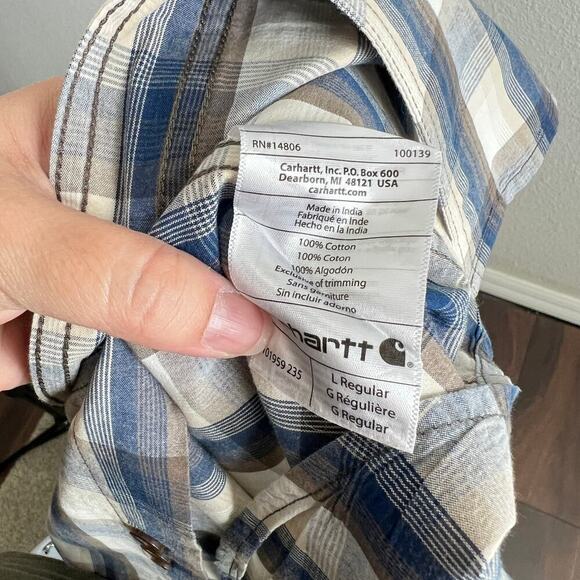 RN#14806 100139
Carhartt, Inc. P.O. Box 600
Dearborn, MI 48121 USA
carhartt.com
Made in India
Fabriqué en Inde
Hecho en la India
100% Cotton
100% Coton
100% Algodón
Exclusive of trimming
Sans garniture
Sin incluir adorno
101959 235
L Regular
G Régulière
G Regular